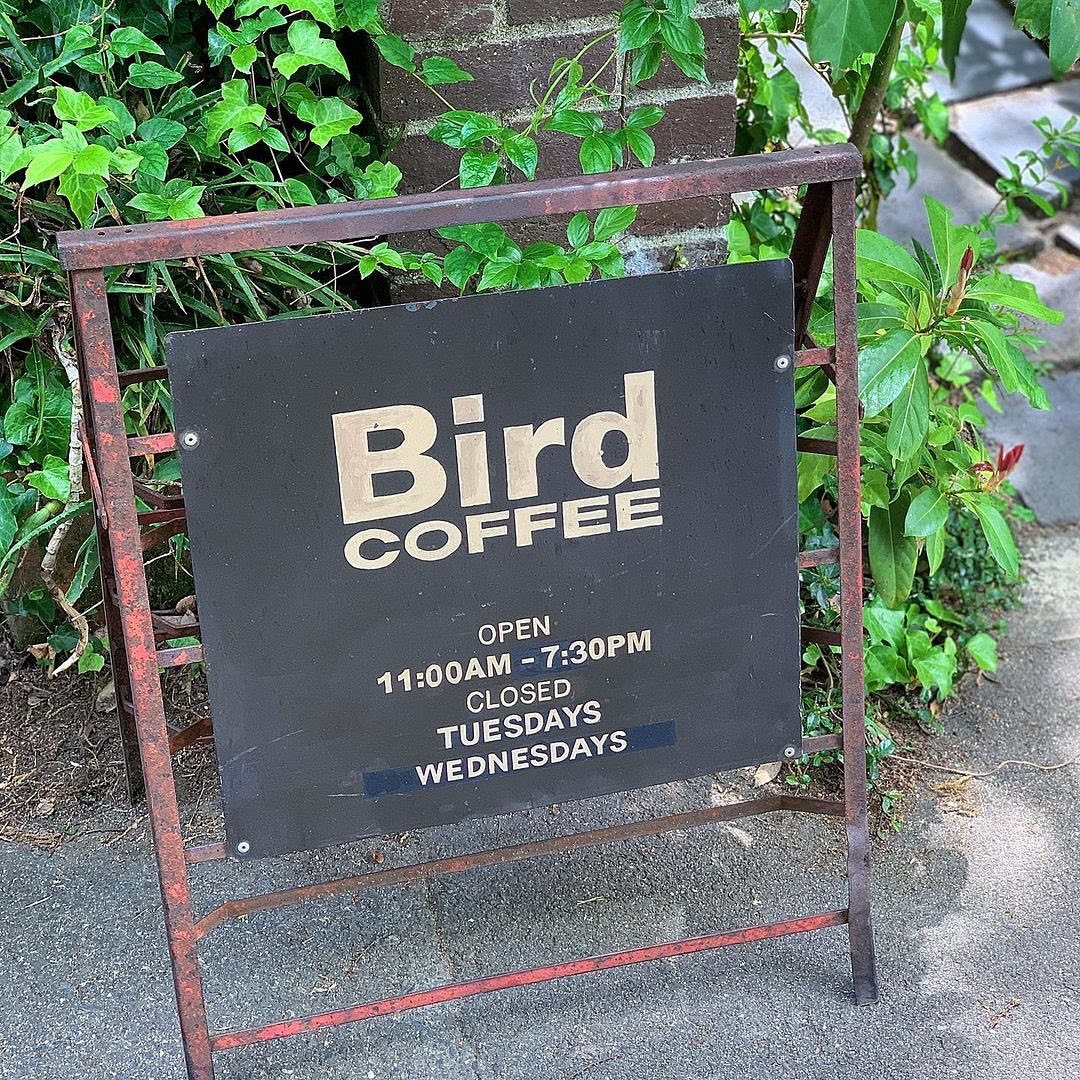 Bird
COFFEE
OPEN
11:00AM - 7:30PM
CLOSED
TUESDAYS
WEDNESDAYS